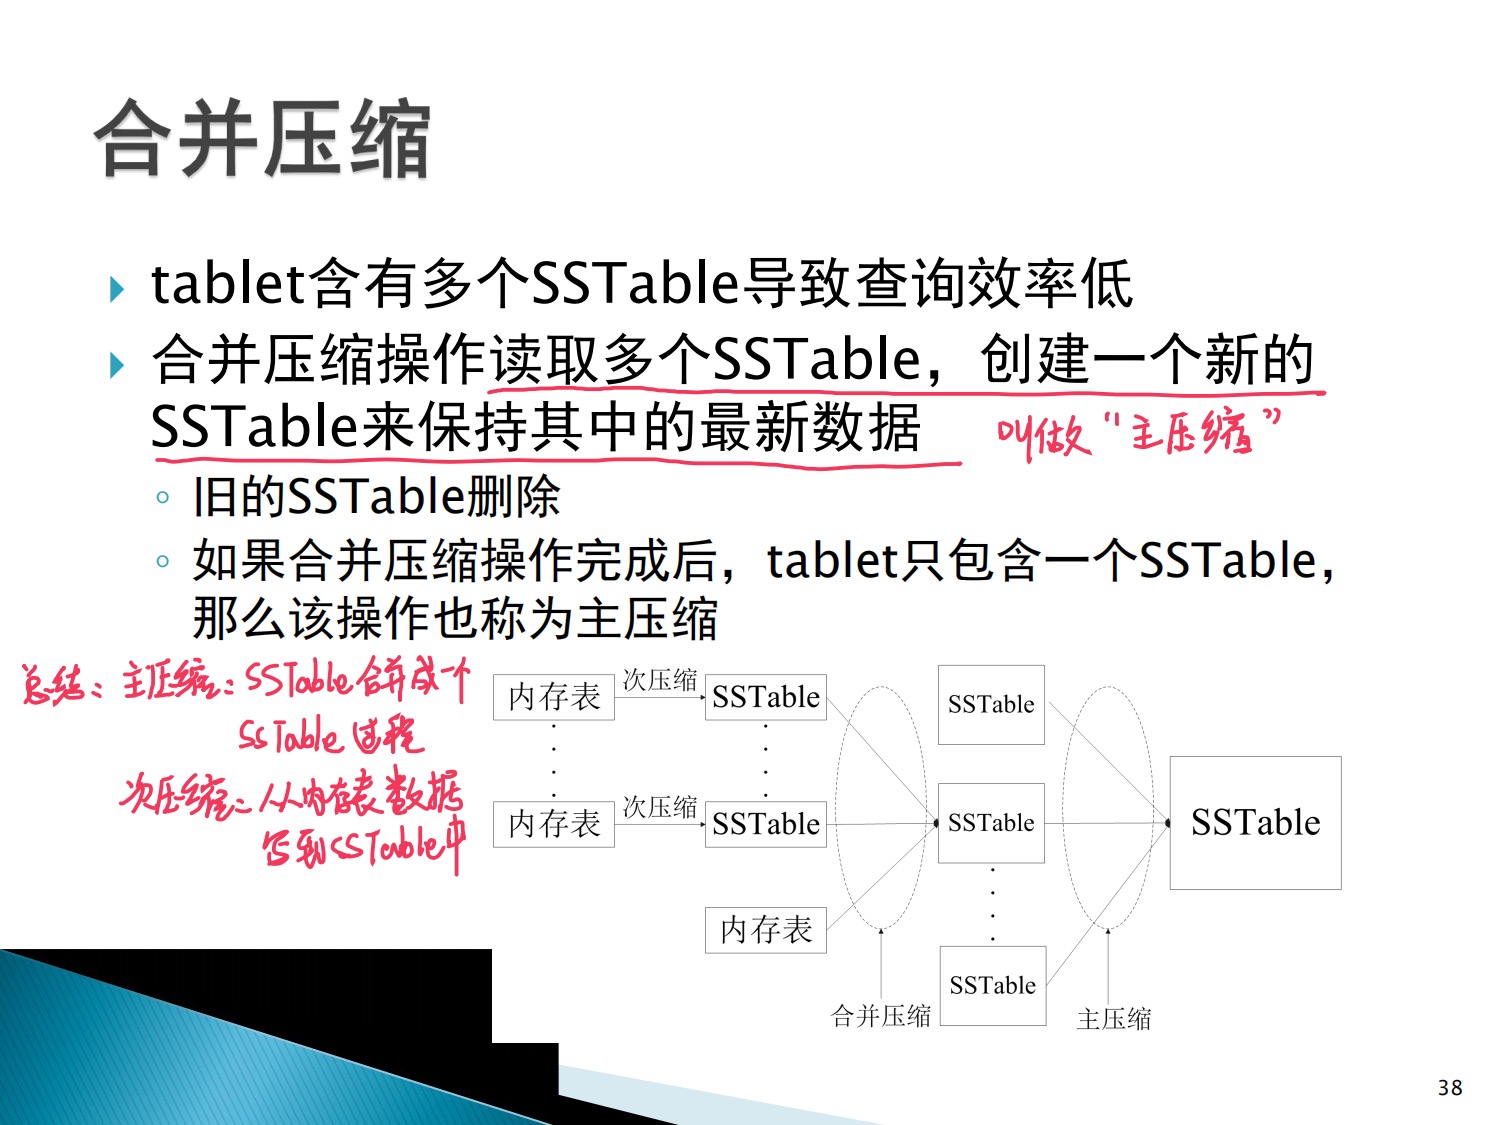 合并压缩
tablet含有多个SSTable导致查询效率低
合并压缩操作读取多个SSTable，创建一个新的
SSTable来保持其中的最新数据
叫做“主压缩”
旧的SSTable删除
如果合并压缩操作完成后，tablet只包含一个SSTable，
那么该操作也称为主压缩
总结：主压缩：SSTable合并成一个
SSTable过程
次压缩：从内存表数据
写到SSTable中
内存表
次压缩
SSTable
内存表
次压缩
SSTable
内存表
合并压缩
SSTable
SSTable
SSTable
主压缩
SSTable
38